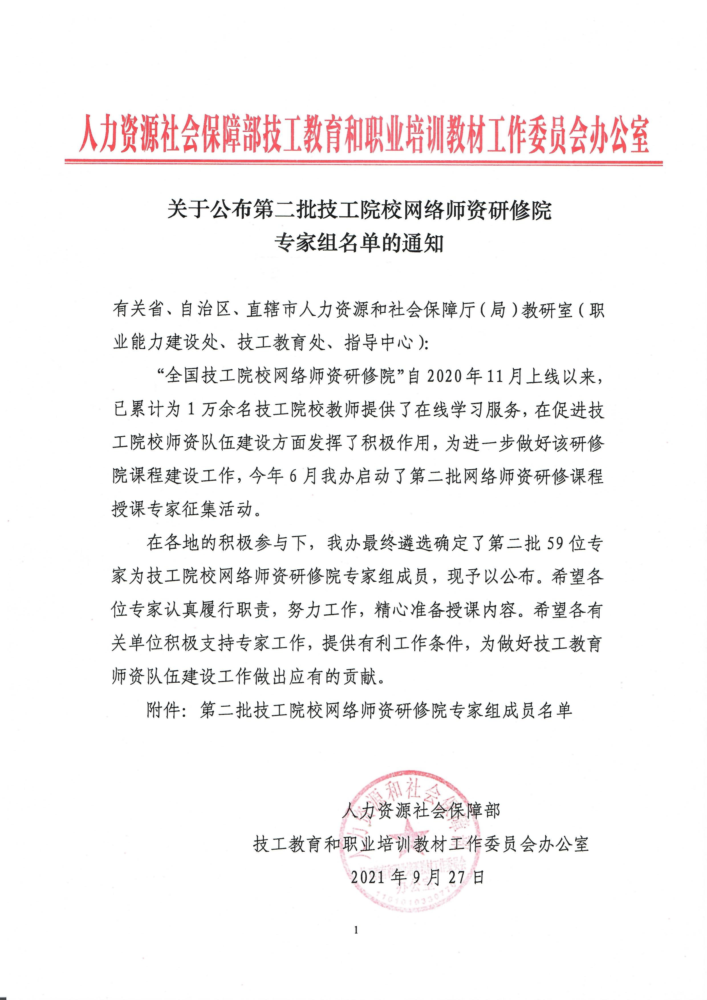 人力资源社会保障部技工教育和职业培训教材工作委员会办公室
关于公布第二批技工院校网络师资研修院
专家组名单的通知
有关省、自治区、直辖市人力资源和社会保障厅（局）教研室（职
业能力建设处、技工教育处、指导中心）：
“全国技工院校网络师资研修院”自 2020 年 11 月上线以来，
已累计为 1 万余名技工院校教师提供了在线学习服务，在促进技
工院校师资队伍建设方面发挥了积极作用，为进一步做好该研修
院课程建设工作，今年 6 月我办启动了第二批网络师资研修课程
授课专家征集活动。
在各地的积极参与下，我办最终遴选确定了第二批 59 位专
家为技工院校网络师资研修院专家组成员，现予以公布。希望各
位专家认真履行职责，努力工作，精心准备授课内容。希望各有
关单位积极支持专家工作，提供有利工作条件，为做好技工教育
师资队伍建设工作做出应有的贡献。
附件：第二批技工院校网络师资研修院专家组成员名单
人力资源和社会保障
人力资源社会保障部
技工教育和职业培训教材工作委员会办公室
2021 年 9 月 27 日
办公室
1